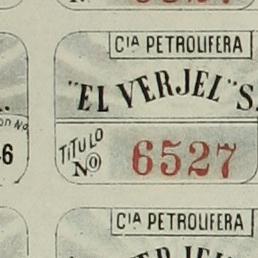 CIA PETROLIFERA
"EL VERJEL" S.
TITULO
No 6527
CIA PETROLIFERA